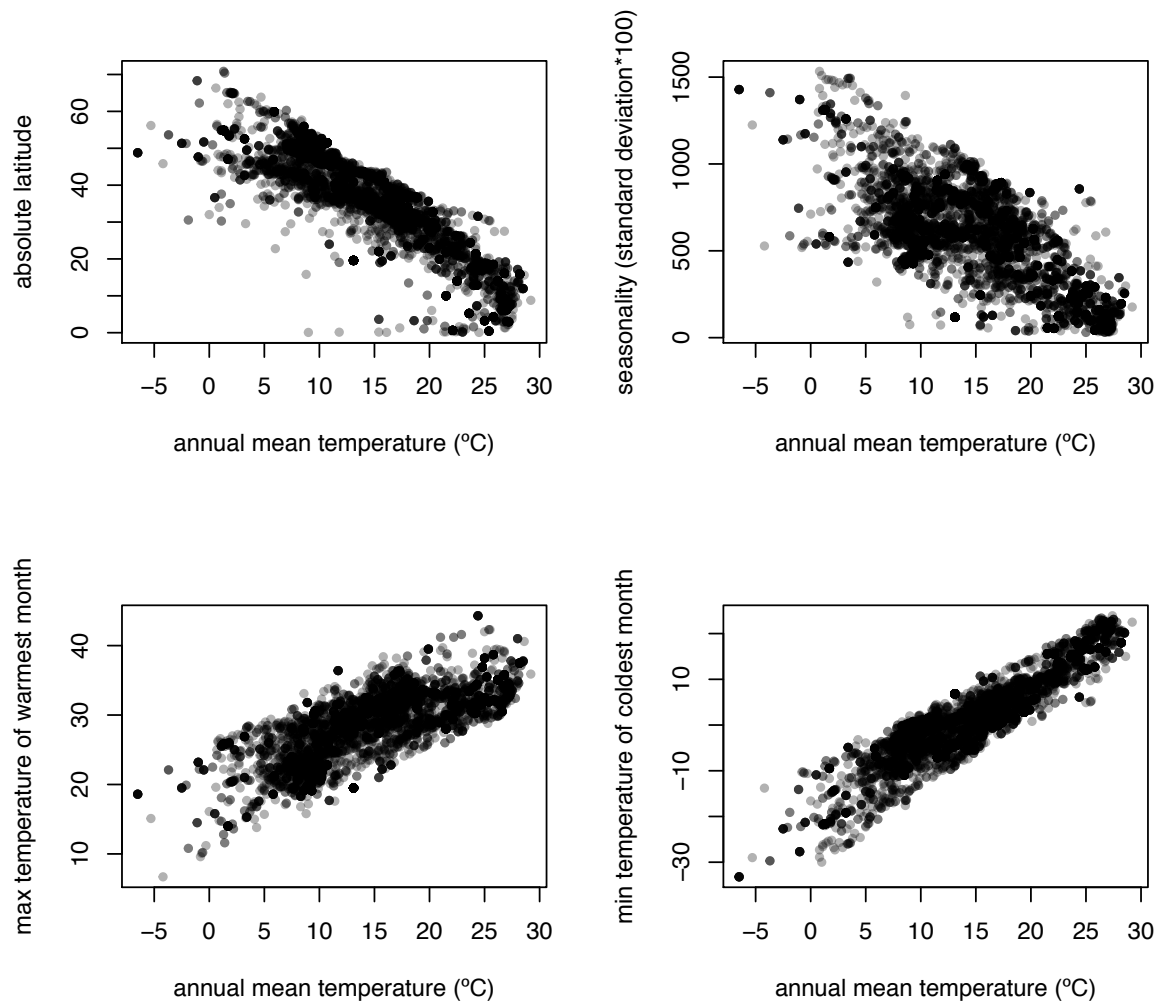 absolute latitude
0
20
40
60
−5 0 5 10 15 20 25 30
annual mean temperature (ºC)
seasonality (standard deviation*100)
0
500
1000
1500
−5 0 5 10 15 20 25 30
annual mean temperature (ºC)
max temperature of warmest month
10
20
30
40
−5 0 5 10 15 20 25 30
annual mean temperature (ºC)
min temperature of coldest month
−30
−10
10
−5 0 5 10 15 20 25 30
annual mean temperature (ºC)